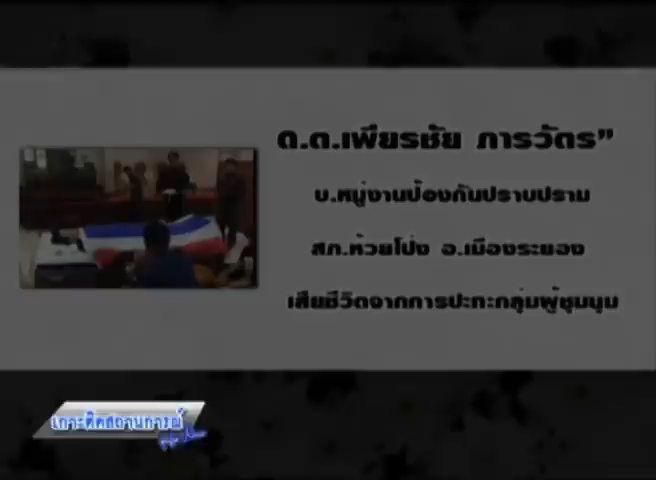 ด.ต.เพียรชัย ภารวัตร"
บ.หมู่งานป้องกันปราบปราม
สภ.ห้วยโป่ง อ.เมืองระยอง
เสียชีวิตจากการปะทะกลุ่มผู้ชุมนุม
เกาะติดสถานการณ์